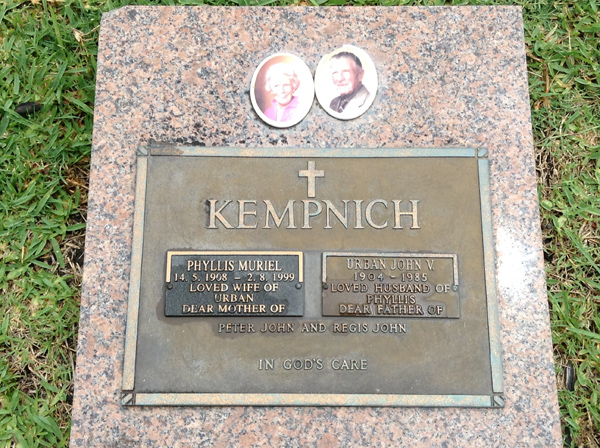 KEMPNICH
PHYLLIS MURIEL
14. 5. 1908 – 2. 8. 1999
LOVED WIFE OF
URBAN
DEAR MOTHER OF
URBAN JOHN V.
1904 – 1985
LOVED HUSBAND OF
PHYLLIS
DEAR FATHER OF
PETER JOHN AND REGIS JOHN
IN GOD'S CARE